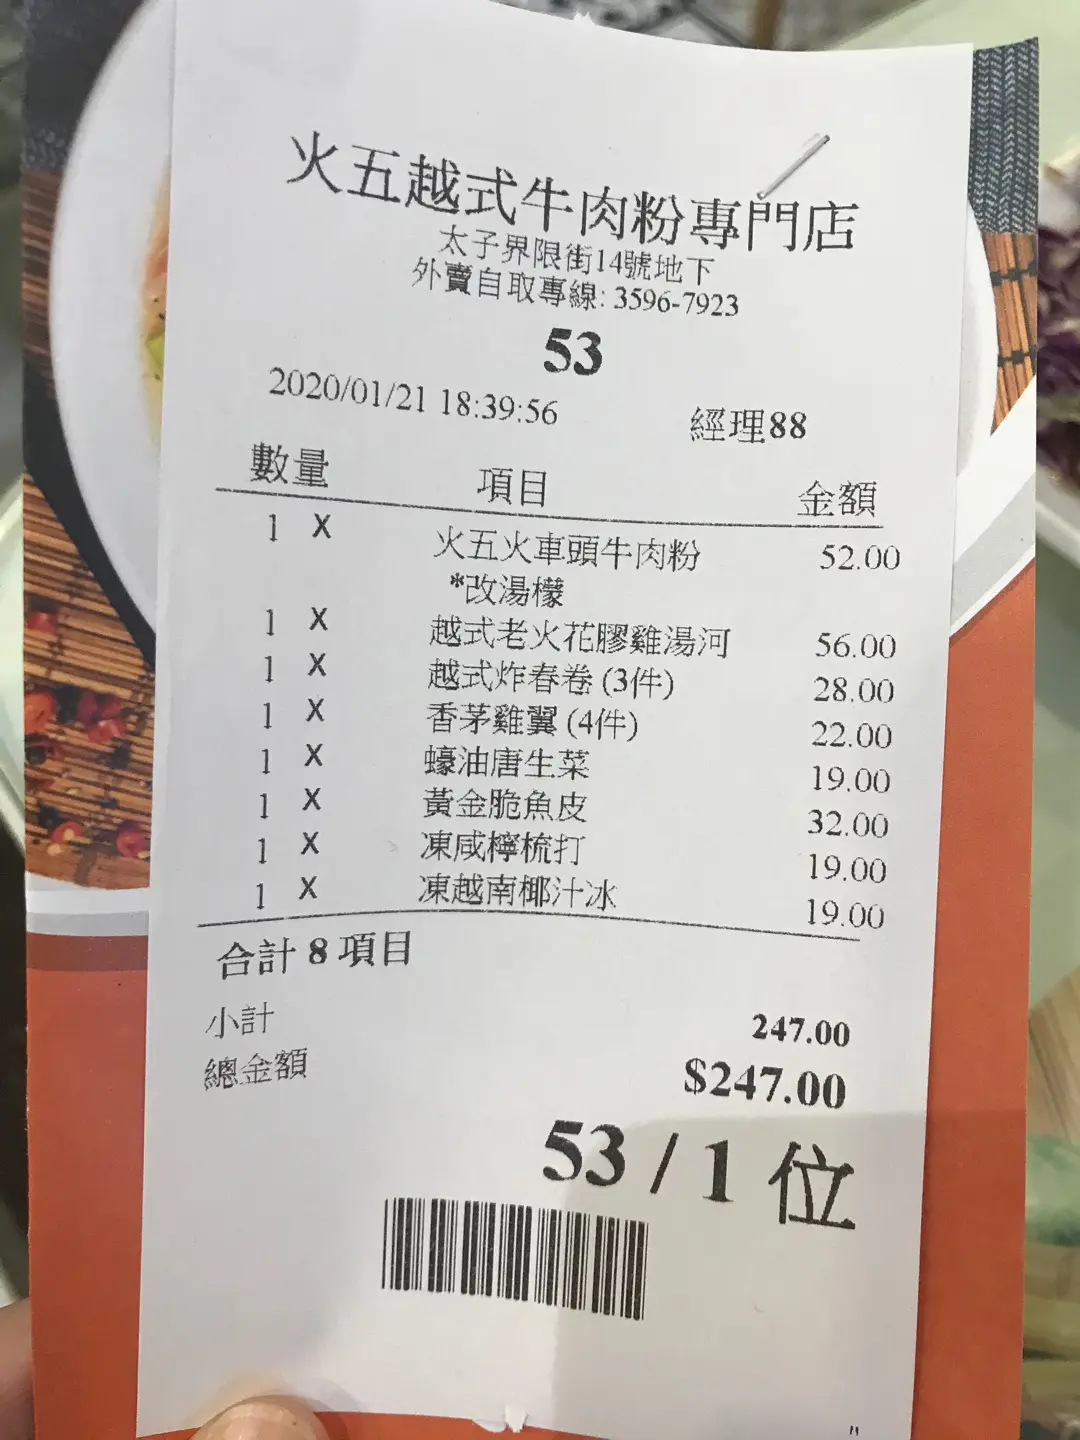 火五越式牛肉粉專門店
太子界限街14號地下
外賣自取專線: 3596-7923
53
2020/01/21 18:39:56 經理88
數量 項目 金額
1 X 火五火車頭牛肉粉 52.00
*改湯檬
1 X 越式老火花膠雞湯河 56.00
1 X 越式炸春卷 (3件) 28.00
1 X 香茅雞翼 (4件) 22.00
1 X 蠔油唐生菜 19.00
1 X 黃金脆魚皮 32.00
1 X 凍咸檸梳打 19.00
1 X 凍越南椰汁冰 19.00
合計 8 項目
小計 247.00
總金額 $247.00
53 / 1 位